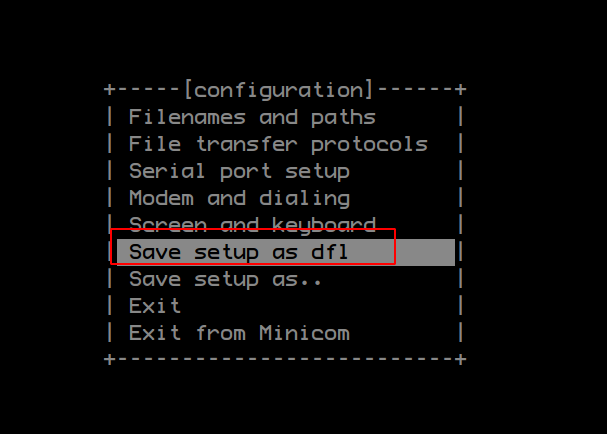 +-----[configuration]------+
| Filenames and paths      |
| File transfer protocols  |
| Serial port setup        |
| Modem and dialing        |
| Screen and keyboard      |
| Save setup as dfl        |
| Save setup as..          |
| Exit                     |
| Exit from Minicom        |
+--------------------------+